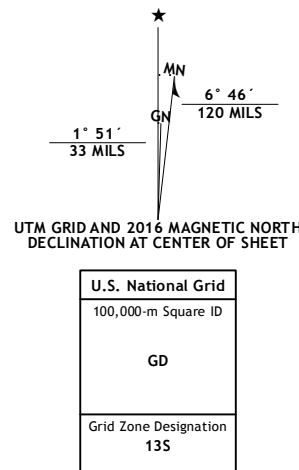 ★
MN
GN
6° 46´
120 MILS
1° 51´
33 MILS
UTM GRID AND 2016 MAGNETIC NORTH
DECLINATION AT CENTER OF SHEET
U.S. National Grid
100,000-m Square ID
GD
Grid Zone Designation
13S